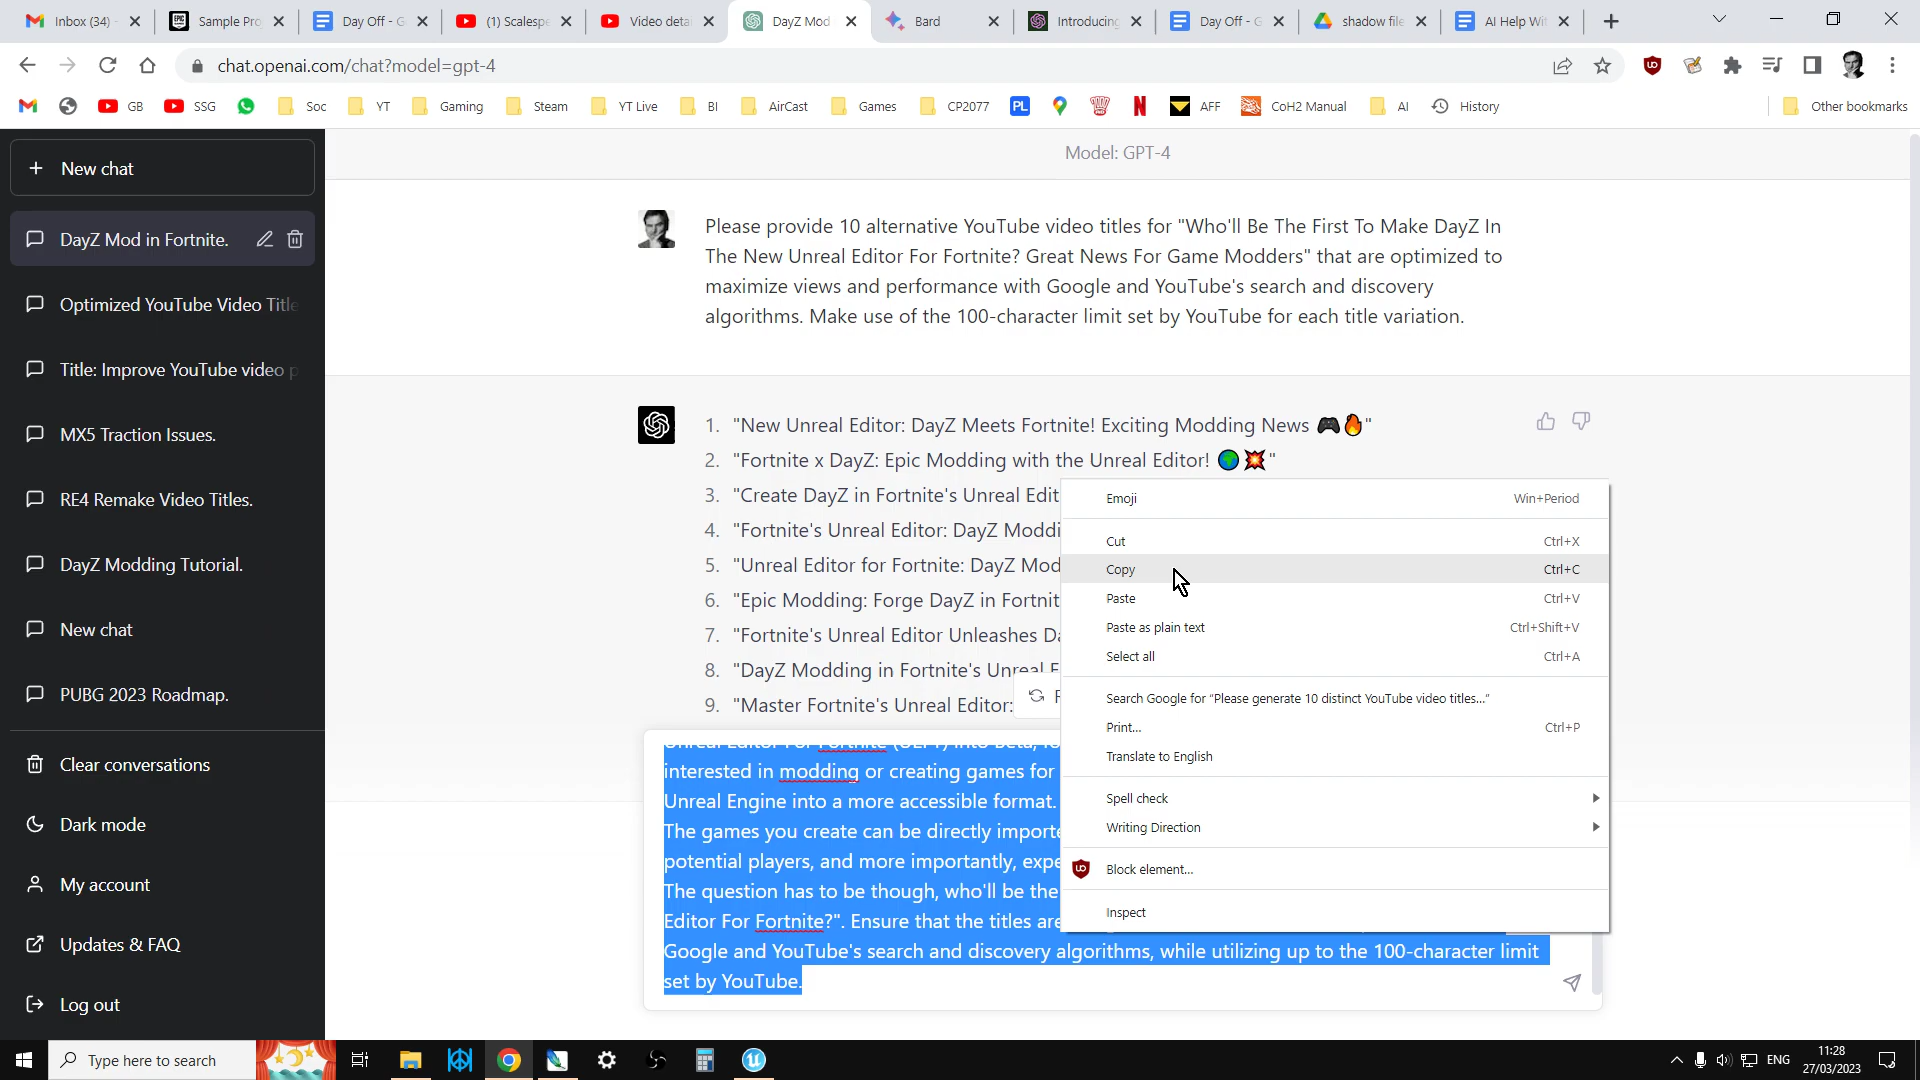 Inbox (34) -
Sample Pro
Day Off - G
(1) Scalespe
Video detai
DayZ Mod
Bard
Introducing
Day Off - G
shadow file
AI Help Wit
chat.openai.com/chat?model=gpt-4
GB
SSG
Soc
YT
Gaming
Steam
YT Live
BI
AirCast
Games
CP2077
PL
AFF
CoH2 Manual
AI
History
Other bookmarks
New chat
DayZ Mod in Fortnite.
Optimized YouTube Video Title
Title: Improve YouTube video p
MX5 Traction Issues.
RE4 Remake Video Titles.
DayZ Modding Tutorial.
New chat
PUBG 2023 Roadmap.
Clear conversations
Dark mode
My account
Updates & FAQ
Log out
Model: GPT-4
Please provide 10 alternative YouTube video titles for "Who'll Be The First To Make DayZ In
The New Unreal Editor For Fortnite? Great News For Game Modders" that are optimized to
maximize views and performance with Google and YouTube's search and discovery
algorithms. Make use of the 100-character limit set by YouTube for each title variation.
1. "New Unreal Editor: DayZ Meets Fortnite! Exciting Modding News 🎮🔥"
2. "Fortnite x DayZ: Epic Modding with the Unreal Editor! 🌍💥"
3. "Create DayZ in Fortnite's Unreal Edit
4. "Fortnite's Unreal Editor: DayZ Moddi
5. "Unreal Editor for Fortnite: DayZ Mod
6. "Epic Modding: Forge DayZ in Fortnit
7. "Fortnite's Unreal Editor Unleashes Da
8. "DayZ Modding in Fortnite's Unreal E
9. "Master Fortnite's Unreal Editor:
Emoji Win+Period
Cut Ctrl+X
Copy Ctrl+C
Paste Ctrl+V
Paste as plain text Ctrl+Shift+V
Select all Ctrl+A
Search Google for "Please generate 10 distinct YouTube video titles..."
Print... Ctrl+P
Translate to English
Spell check
Writing Direction
Block element...
Inspect
Unreal Editor For Fortnite (UEFN) into beta, fo
interested in modding or creating games for
Unreal Engine into a more accessible format.
The games you create can be directly importe
potential players, and more importantly, expe
The question has to be though, who'll be the
Editor For Fortnite?". Ensure that the titles are
Google and YouTube's search and discovery algorithms, while utilizing up to the 100-character limit
set by YouTube.
Type here to search
ENG
11:28
27/03/2023